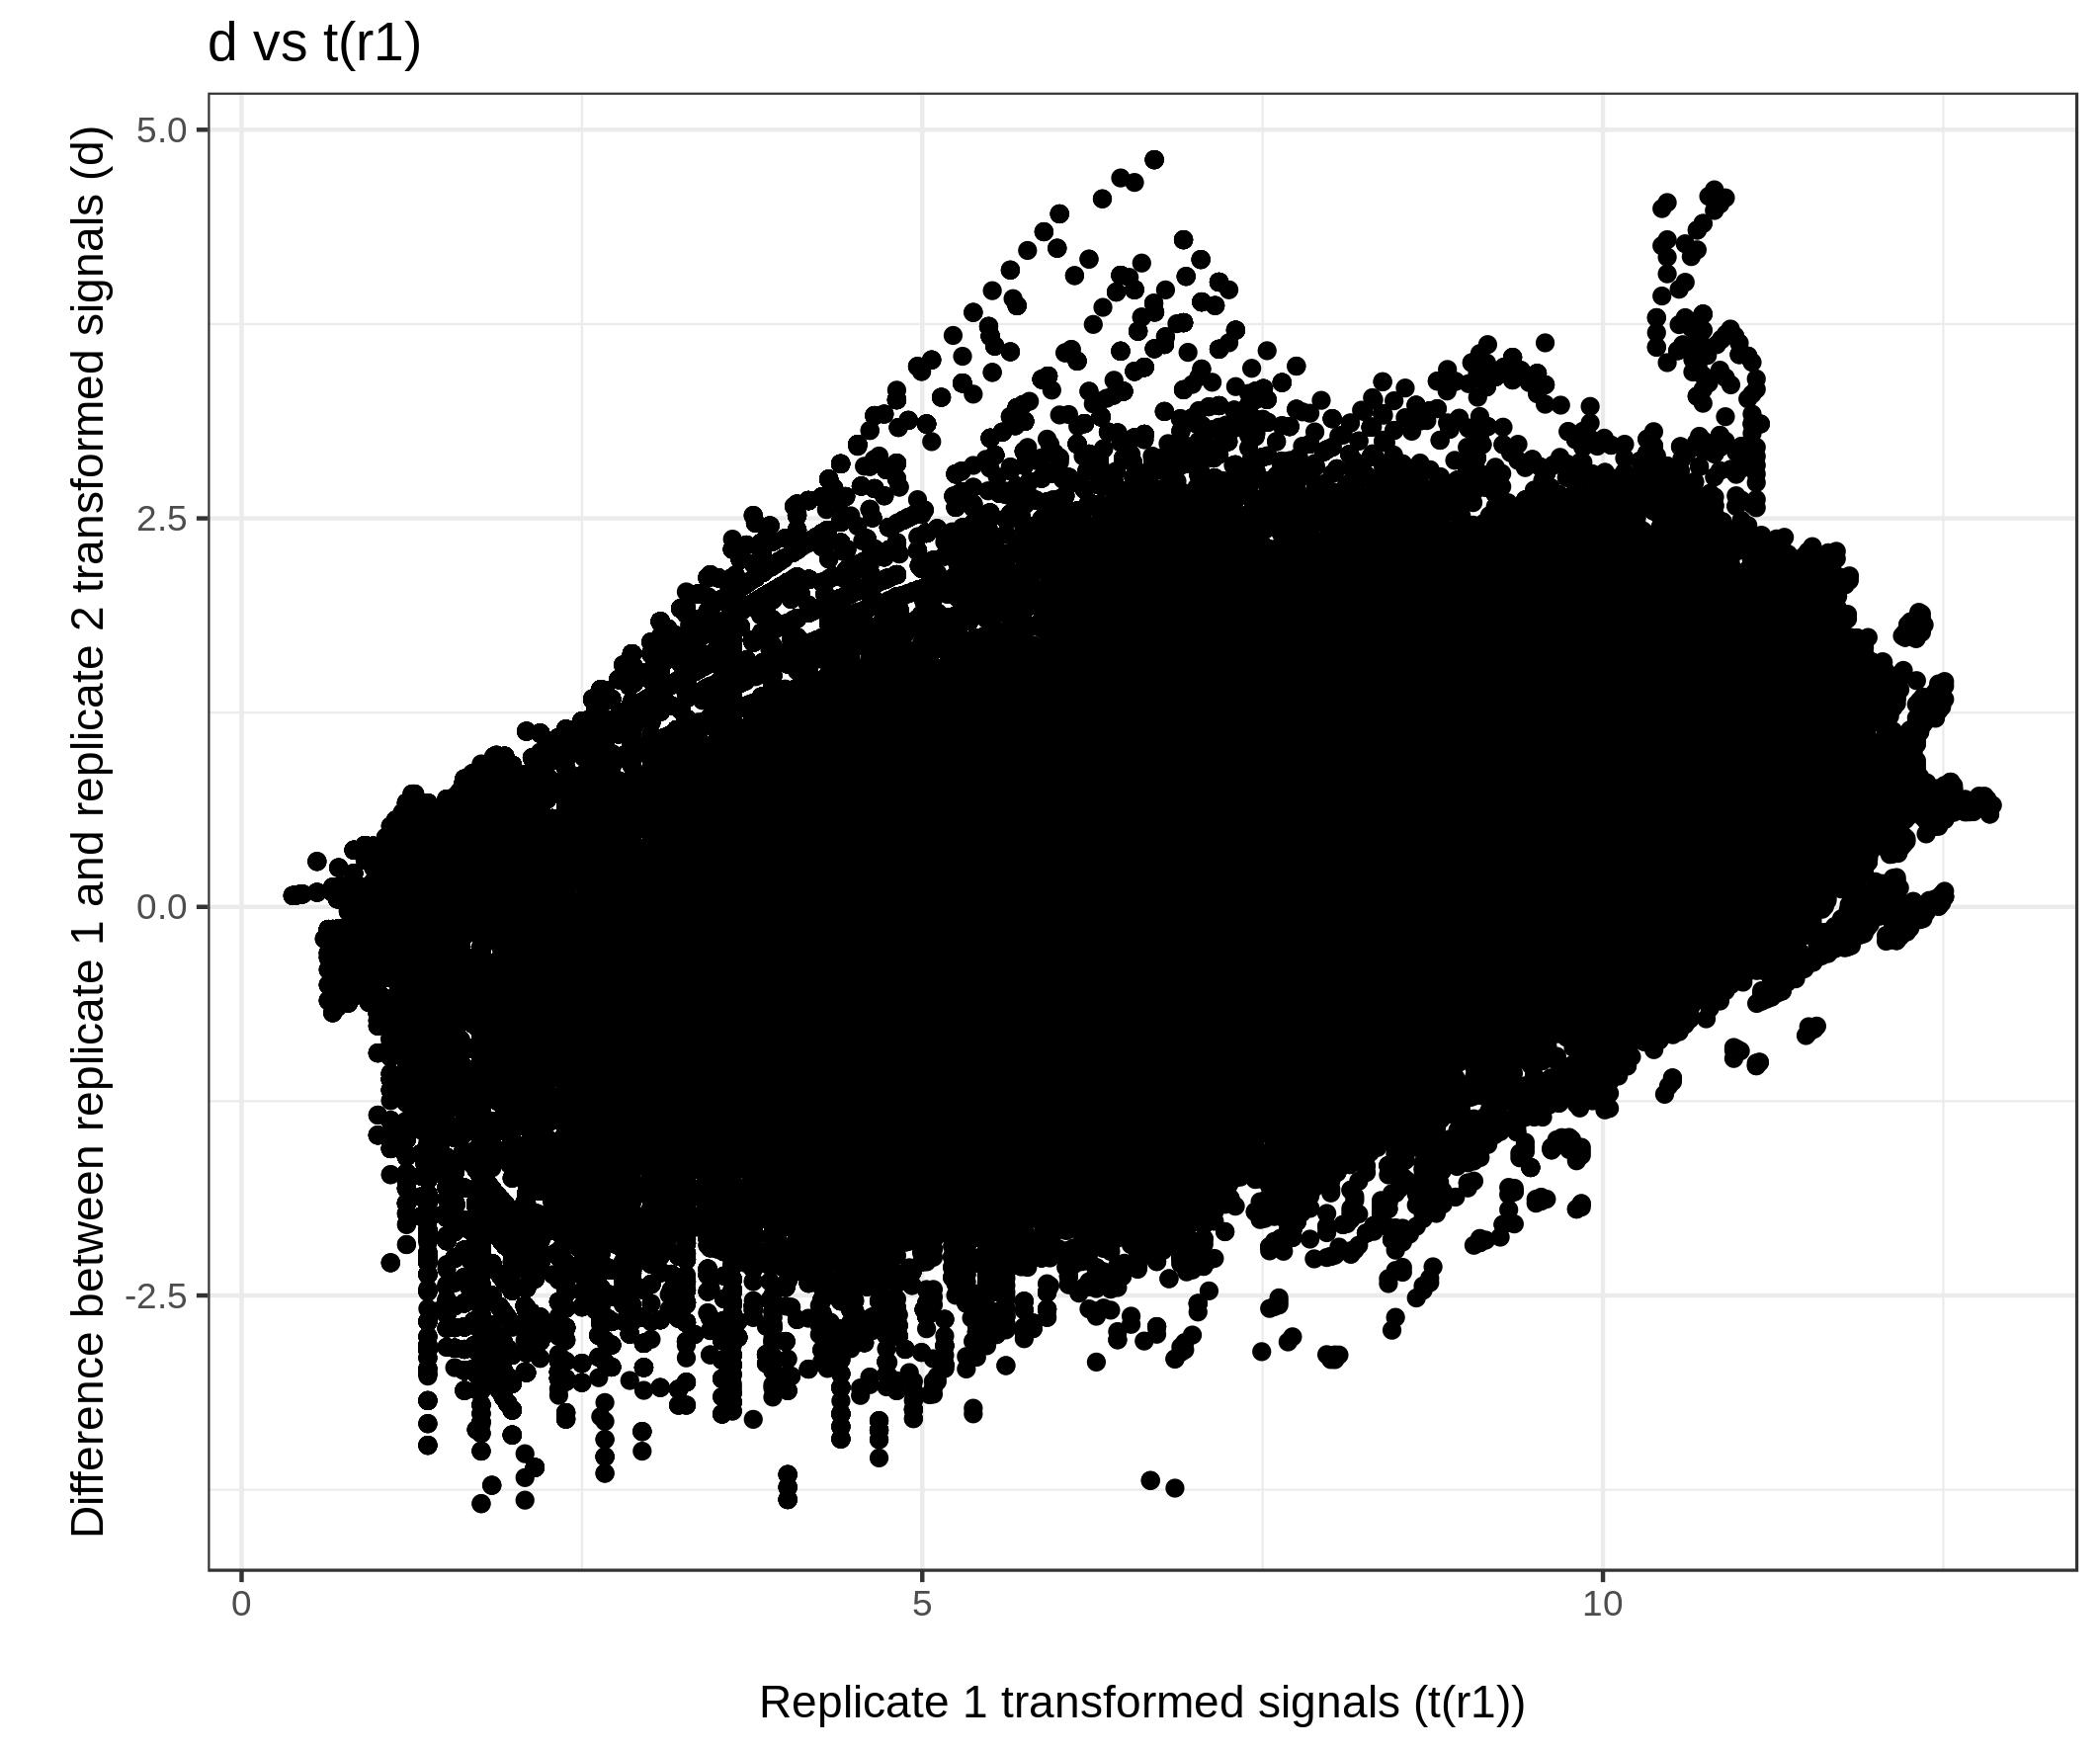 d vs t(r1)
Difference between replicate 1 and replicate 2 transformed signals (d)
5.0
2.5
0.0
-2.5
0
5
10
Replicate 1 transformed signals (t(r1))